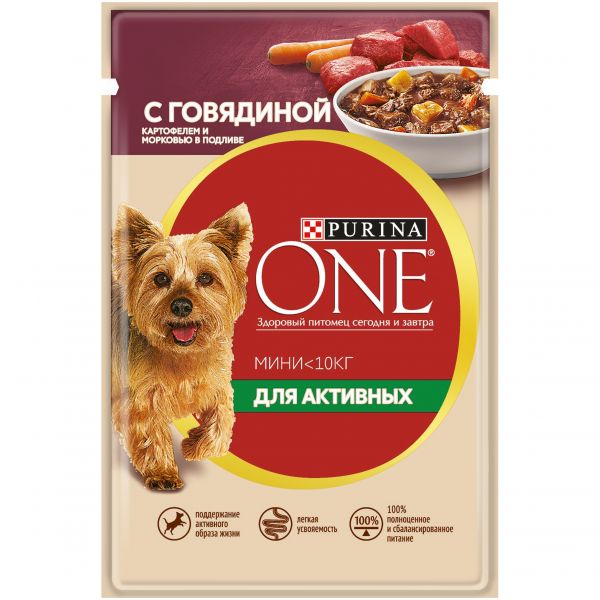 С ГОВЯДИНОЙ
КАРТОФЕЛЕМ И
МОРКОВЬЮ В ПОДЛИВЕ
PURINA
ONE®
Здоровый питомец сегодня и завтра
МИНИ<10КГ
ДЛЯ АКТИВНЫХ
поддержание
активного
образа жизни
легкая
усвояемость
100%
100%
полноценное
и сбалансированное
питание